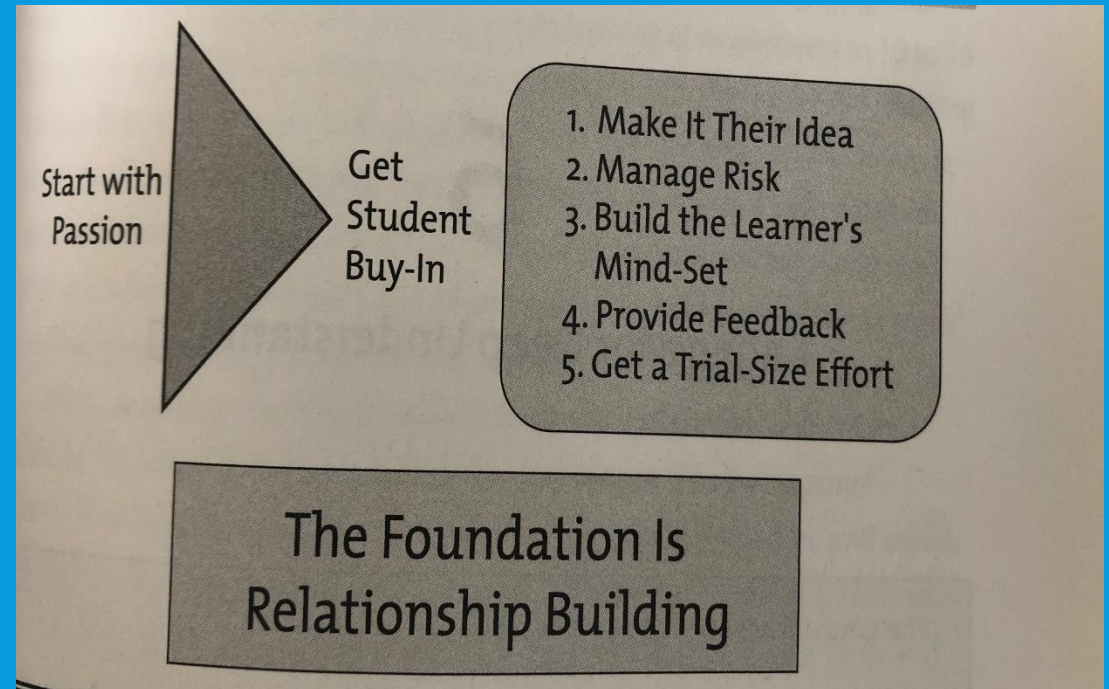 Start with
Passion
Get
Student
Buy-In
1. Make It Their Idea
2. Manage Risk
3. Build the Learner's
Mind-Set
4. Provide Feedback
5. Get a Trial-Size Effort
The Foundation Is
Relationship Building